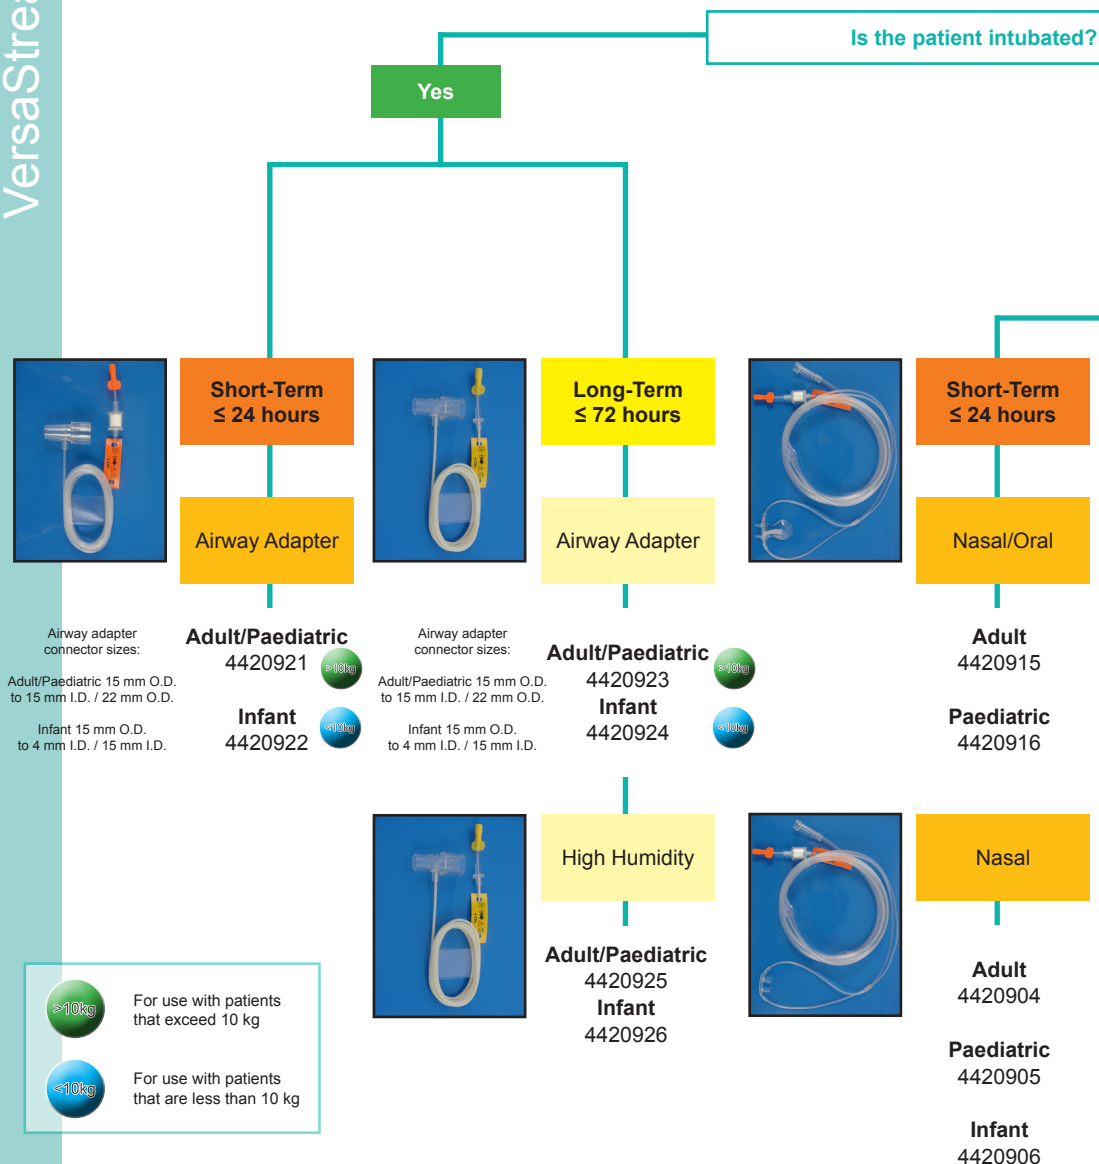 VersaStrea
Is the patient intubated?
Yes
Short-Term
≤ 24 hours
Airway Adapter
Airway adapter
connector sizes:
Adult/Paediatric 15 mm O.D.
to 15 mm I.D. / 22 mm O.D.
Infant 15 mm O.D.
to 4 mm I.D. / 15 mm I.D.
Adult/Paediatric
4420921
>10kg
Infant
4420922
<10kg
Long-Term
≤ 72 hours
Airway Adapter
Airway adapter
connector sizes:
Adult/Paediatric 15 mm O.D.
to 15 mm I.D. / 22 mm O.D.
Infant 15 mm O.D.
to 4 mm I.D. / 15 mm I.D.
Adult/Paediatric
4420923
>10kg
Infant
4420924
<10kg
High Humidity
Adult/Paediatric
4420925
Infant
4420926
Short-Term
≤ 24 hours
Nasal/Oral
Adult
4420915
Paediatric
4420916
Nasal
Adult
4420904
Paediatric
4420905
Infant
4420906
>10kg
For use with patients
that exceed 10 kg
<10kg
For use with patients
that are less than 10 kg